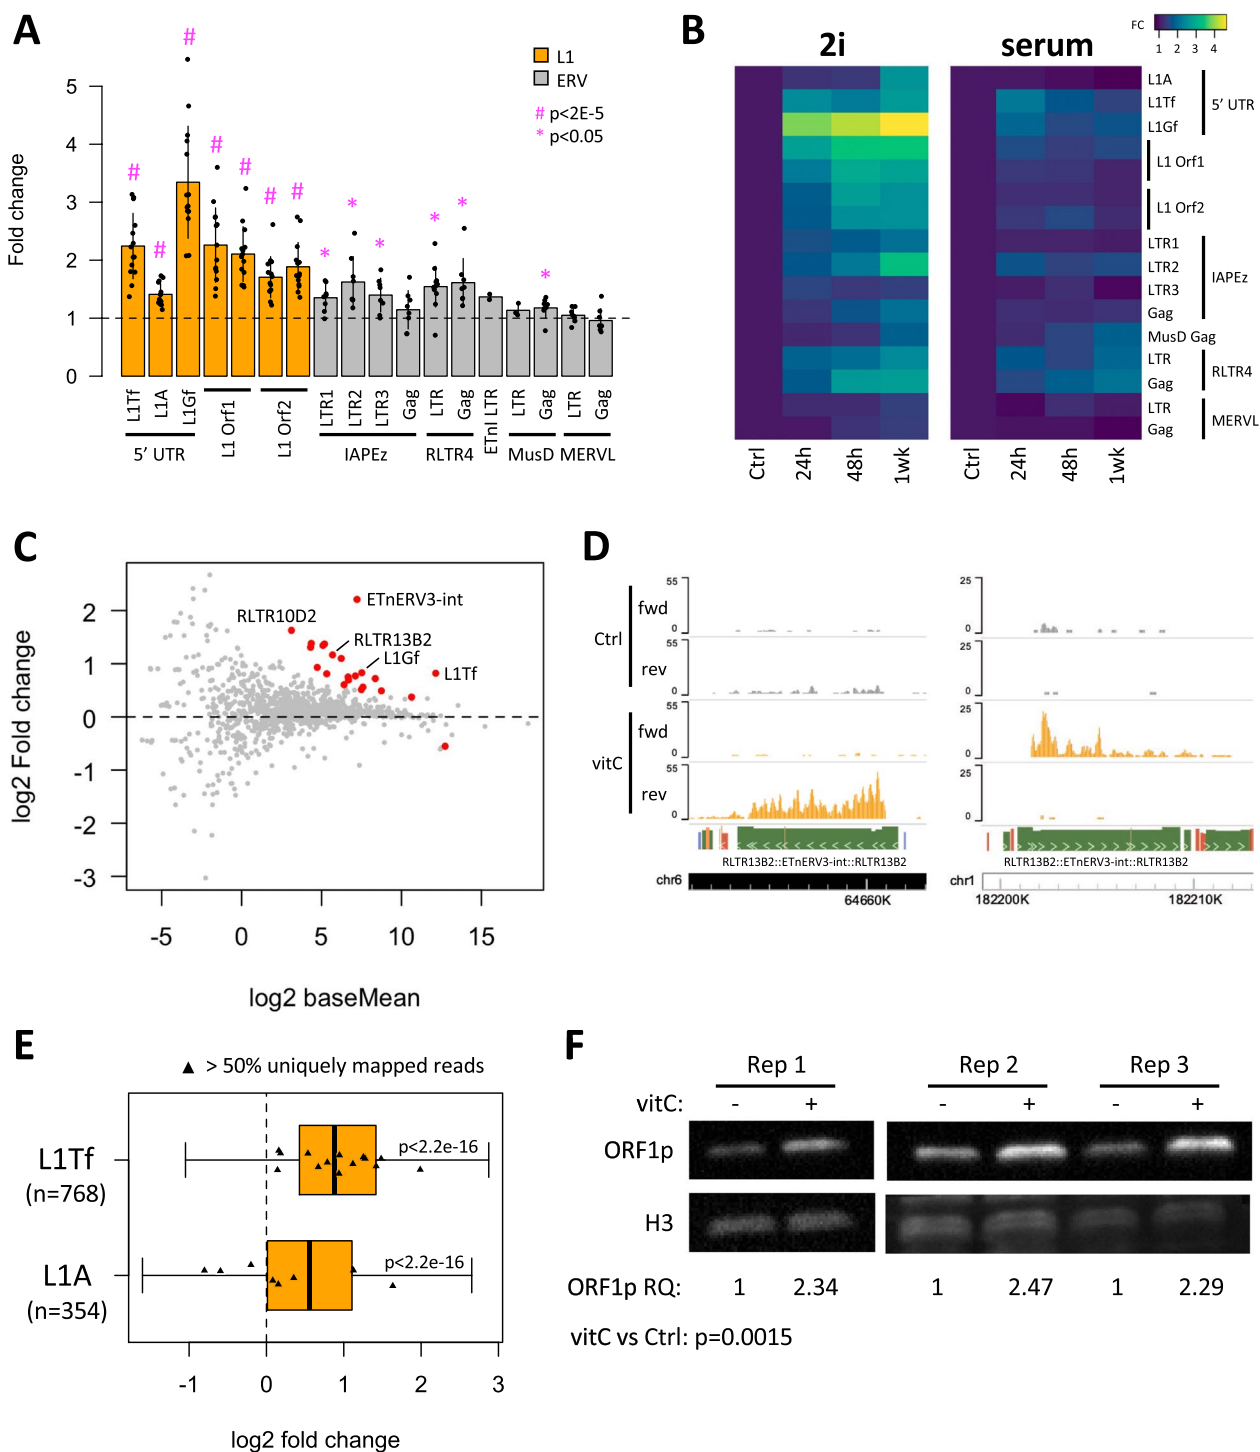 A
Fold change
5
4
3
2
1
0
L1
ERV
# p<2E-5
* p<0.05
#
#
#
#
#
#
#
*
*
*
*
*
*
L1Tf
L1A
L1Gf
L1 Orf1
L1 Orf2
LTR1
LTR2
LTR3
Gag
LTR
Gag
ETnI LTR
LTR
Gag
LTR
Gag
5' UTR
IAPEz
RLTR4
MusD
MERVL
B
2i
serum
FC
1 2 3 4
L1A
L1Tf
L1Gf
5' UTR
L1 Orf1
L1 Orf2
LTR1
LTR2
LTR3
Gag
IAPEz
MusD Gag
LTR
Gag
RLTR4
LTR
Gag
MERVL
Ctrl
24h
48h
1wk
Ctrl
24h
48h
1wk
C
log2 Fold change
2
1
0
-1
-2
-3
RLTR10D2
ETnERV3-int
RLTR13B2
L1Gf
L1Tf
-5 0 5 10 15
log2 baseMean
D
Ctrl
fwd
rev
vitC
fwd
rev
55
0
55
0
55
0
55
0
RLTR13B2::ETnERV3-int::RLTR13B2
chr6
64660K
25
0
25
0
25
0
25
0
RLTR13B2::ETnERV3-int::RLTR13B2
chr1
182200K
182210K
E
▲ > 50% uniquely mapped reads
L1Tf
(n=768)
p<2.2e-16
L1A
(n=354)
p<2.2e-16
-1 0 1 2 3
log2 fold change
F
Rep 1 Rep 2 Rep 3
vitC: - + - + - +
ORF1p
H3
ORF1p RQ: 1 2.34 1 2.47 1 2.29
vitC vs Ctrl: p=0.0015